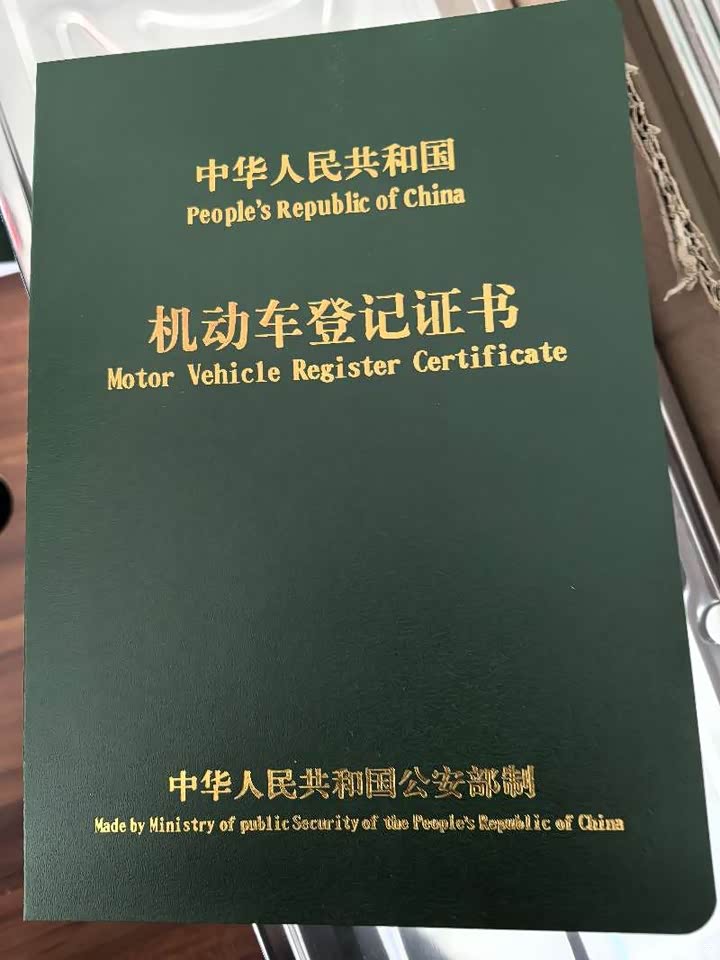 中华人民共和国
People's Republic of China
机动车登记证书
Motor Vehicle Register Certificate
中华人民共和国公安部制
Made by Ministry of public Security of the People's Republic of China